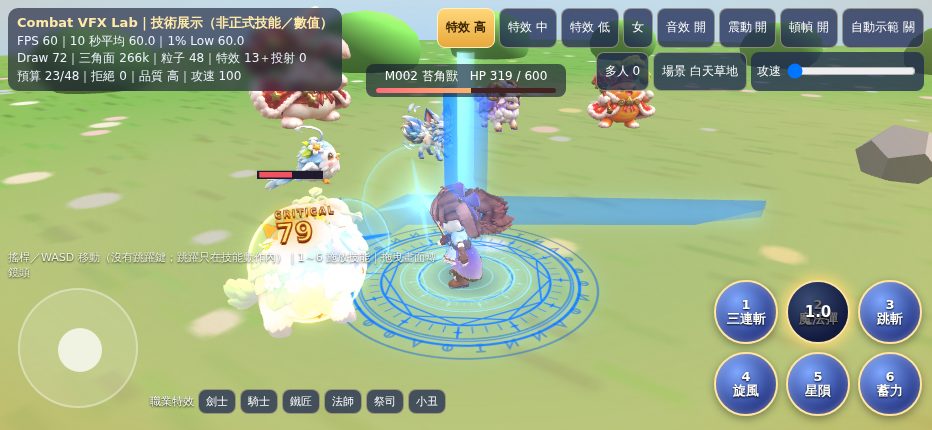 Combat VFX Lab｜技術展示（非正式技能／數值）
FPS 60｜10 秒平均 60.0｜1% Low 60.0
Draw 72｜三角面 266k｜粒子 48｜特效 13＋投射 0
預算 23/48｜拒絕 0｜品質 高｜攻速 100
特效 高
特效 中
特效 低
女
音效 開
震動 開
頓幀 開
自動示範 關
多人 0
場景 白天草地
攻速
M002 苔角獸 HP 319 / 600
CRITICAL
79
搖桿／WASD 移動（沒有跳躍鍵；跳躍只在技能動作內）｜1～6 施放技能｜拖曳畫面轉
鏡頭
1
三連斬
2
魔法彈
1.0
3
跳斬
4
旋風
5
星隕
6
蓄力
職業特效
劍士
騎士
鐵匠
法師
祭司
小丑